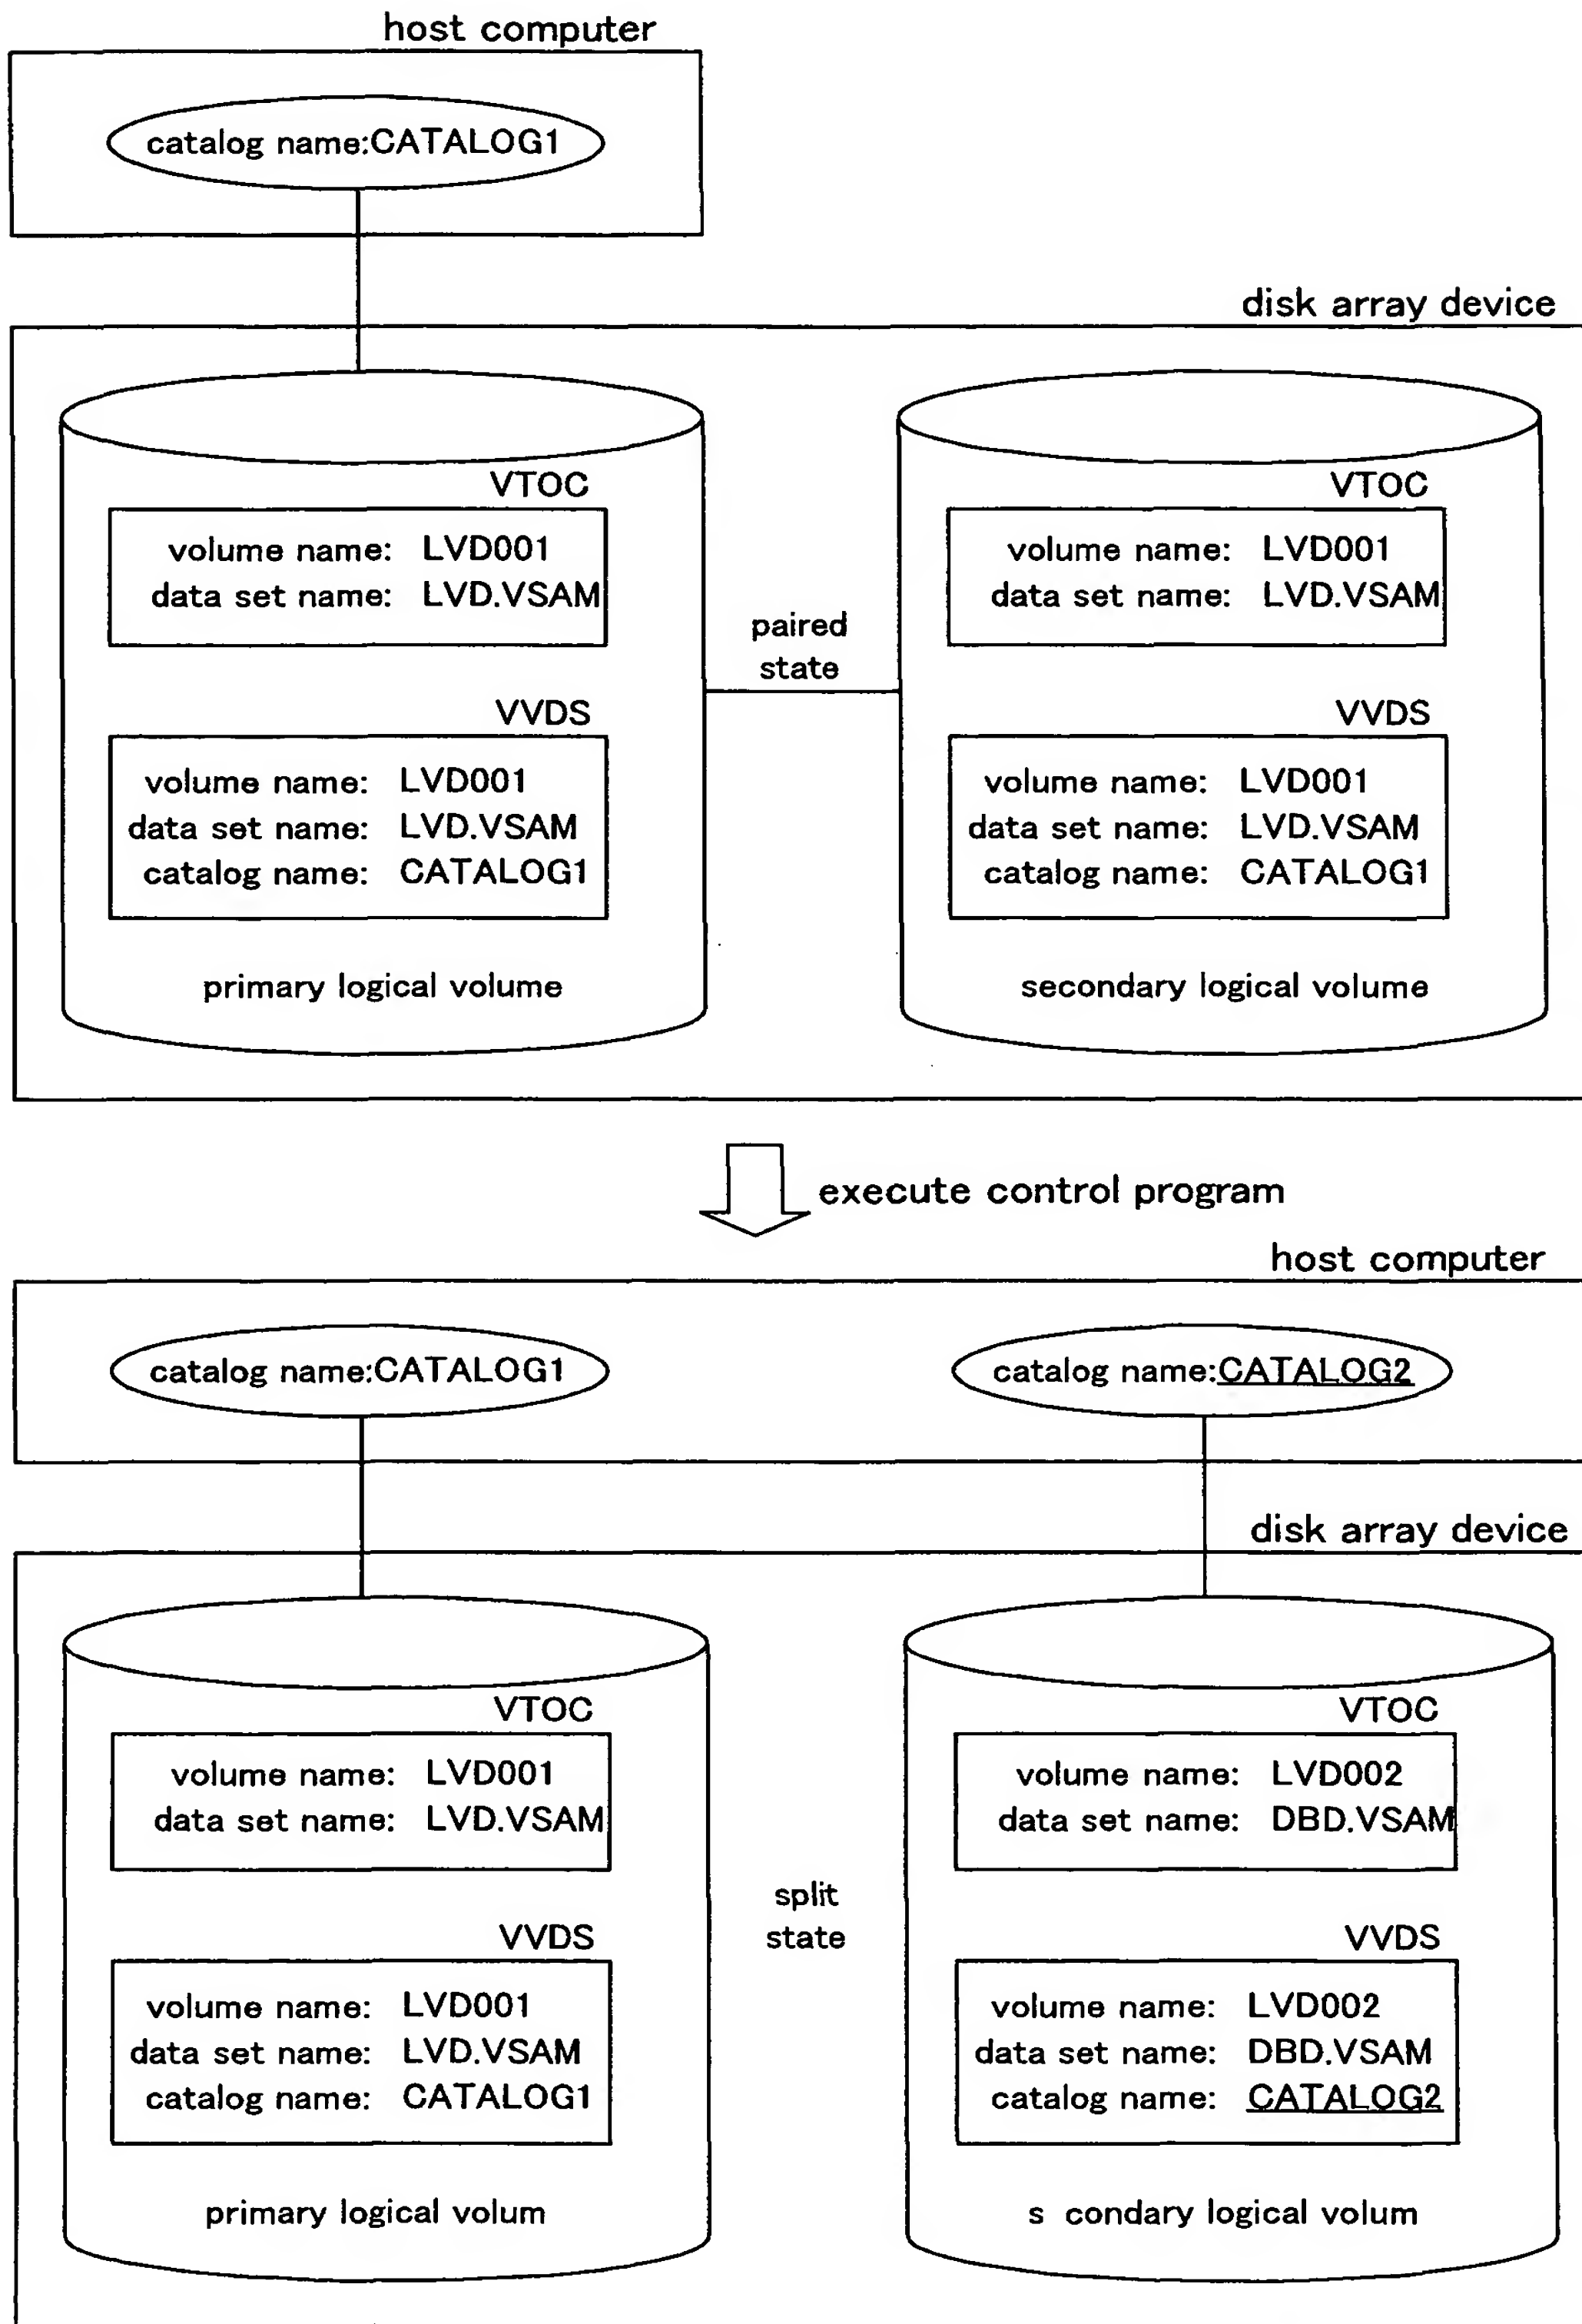 host computer
catalog name:CATALOG1
disk array device
VTOC
volume name: LVD001
data set name: LVD.VSAM
VVDS
volume name: LVD001
data set name: LVD.VSAM
catalog name: CATALOG1
primary logical volume
paired
state
VTOC
volume name: LVD001
data set name: LVD.VSAM
VVDS
volume name: LVD001
data set name: LVD.VSAM
catalog name: CATALOG1
secondary logical volume
execute control program
host computer
catalog name:CATALOG1
catalog name:CATALOG2
disk array device
VTOC
volume name: LVD001
data set name: LVD.VSAM
VVDS
volume name: LVD001
data set name: LVD.VSAM
catalog name: CATALOG1
primary logical volum
split
state
VTOC
volume name: LVD002
data set name: DBD.VSAM
VVDS
volume name: LVD002
data set name: DBD.VSAM
catalog name: CATALOG2
s condary logical volum